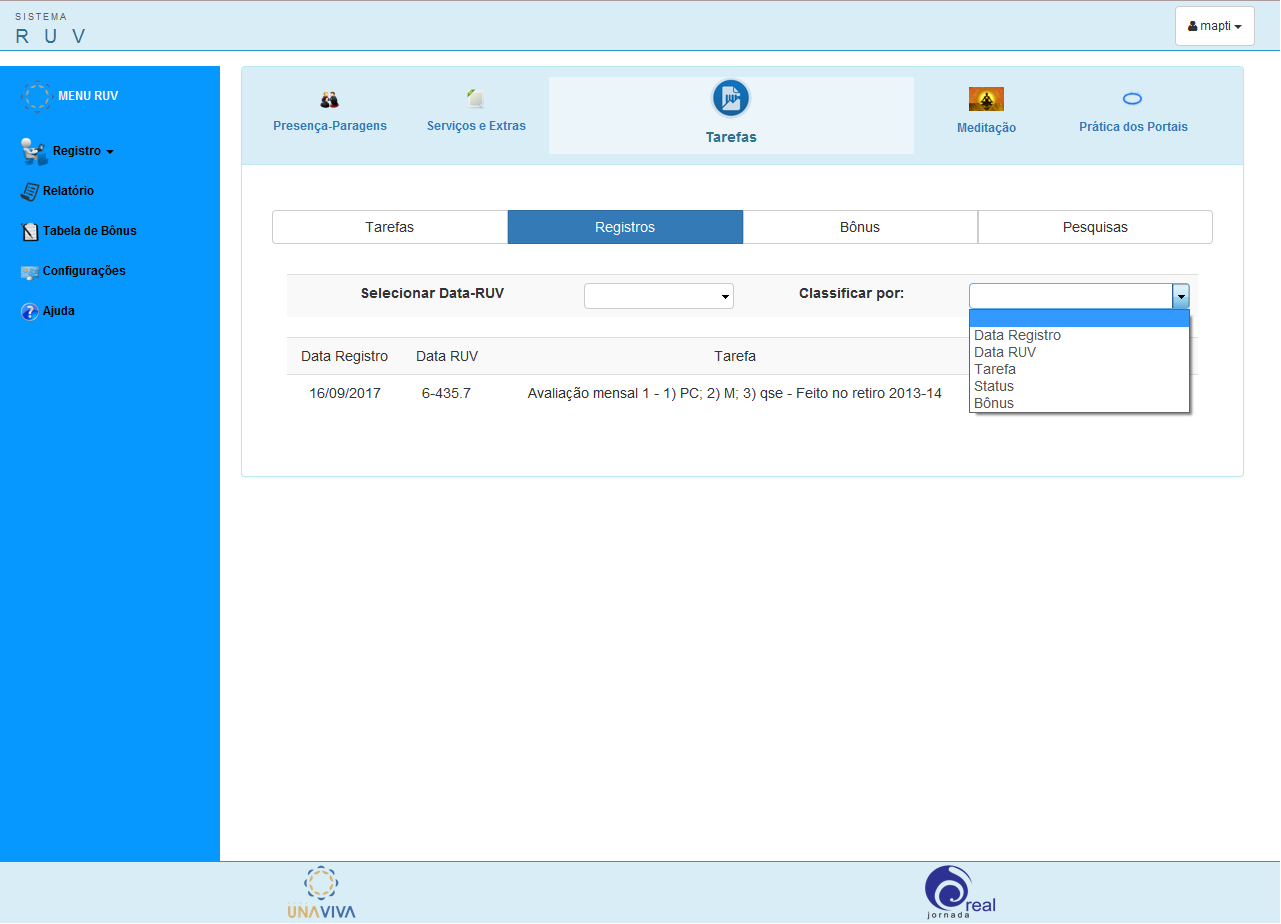 SISTEMA
R U V
mapti
MENU RUV
Registro
Relatório
Tabela de Bônus
Configurações
Ajuda
Presença-Paragens
Serviços e Extras
Tarefas
Meditação
Prática dos Portais
Tarefas
Registros
Bônus
Pesquisas
Selecionar Data-RUV
Classificar por:
Data Registro
Data RUV
Tarefa
Status
Bônus
Data Registro Data RUV Tarefa
16/09/2017 6-435.7 Avaliação mensal 1 - 1) PC; 2) M; 3) qse - Feito no retiro 2013-14
UNAVIVA
real
jornada